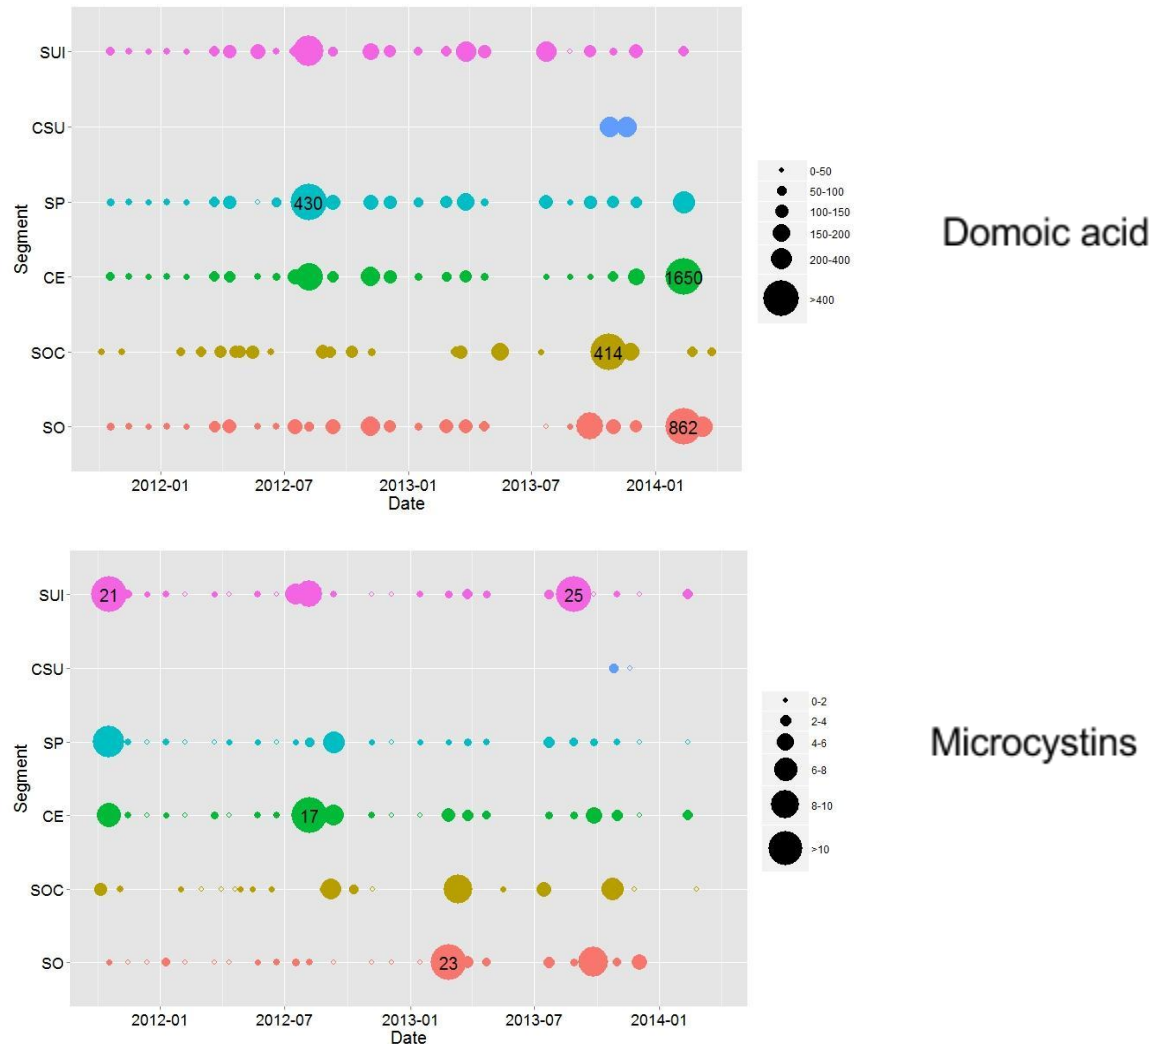 SUI
CSU
SP
CE
SOC
SO
Segment
430
1650
414
862
2012-01 2012-07 2013-01 2013-07 2014-01
Date
0-50
50-100
100-150
150-200
200-400
>400
Domoic acid
SUI
CSU
SP
CE
SOC
SO
Segment
21
25
17
23
2012-01 2012-07 2013-01 2013-07 2014-01
Date
0-2
2-4
4-6
6-8
8-10
>10
Microcystins